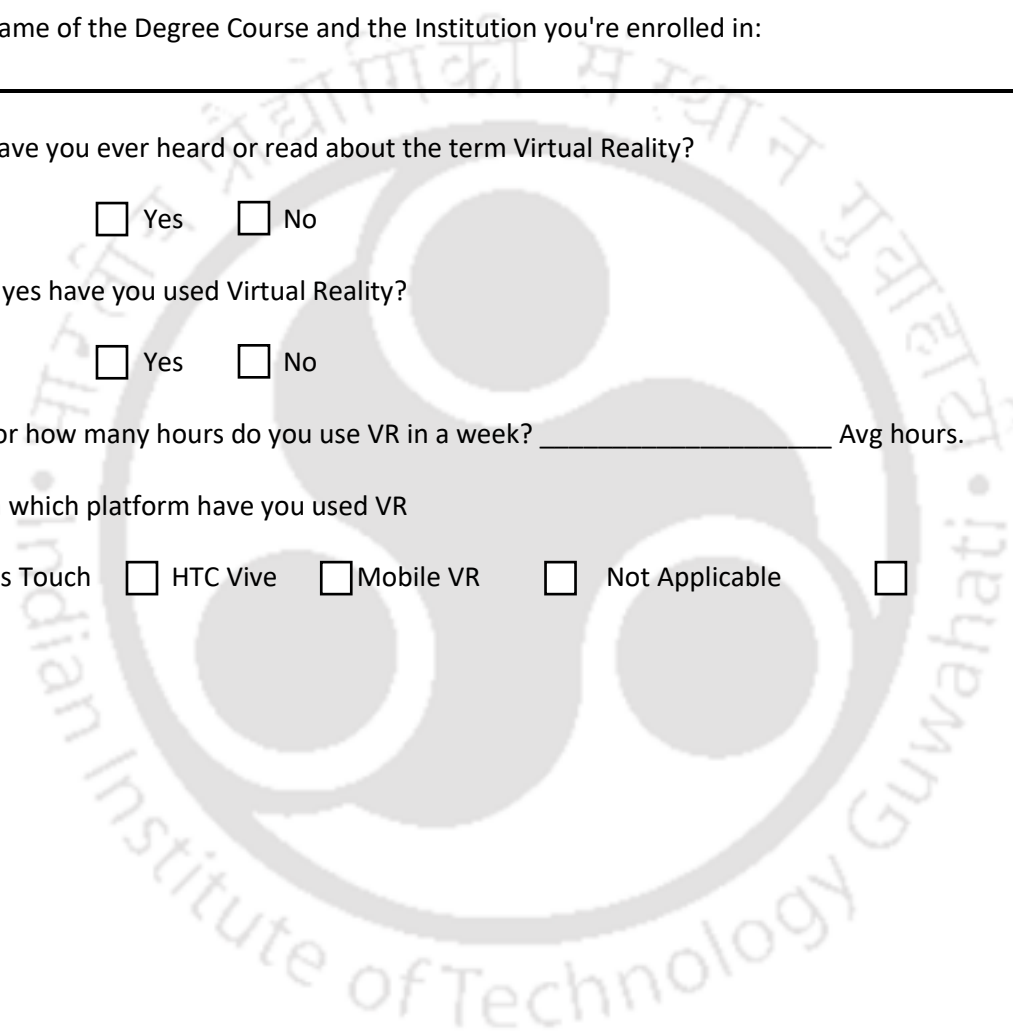 ame of the Degree Course and the Institution you're enrolled in:
ave you ever heard or read about the term Virtual Reality?
☐ Yes ☐ No
yes have you used Virtual Reality?
☐ Yes ☐ No
or how many hours do you use VR in a week? ____________________ Avg hours.
which platform have you used VR
s Touch ☐ HTC Vive ☐ Mobile VR ☐ Not Applicable ☐
Indian Institute of Technology Guwahati